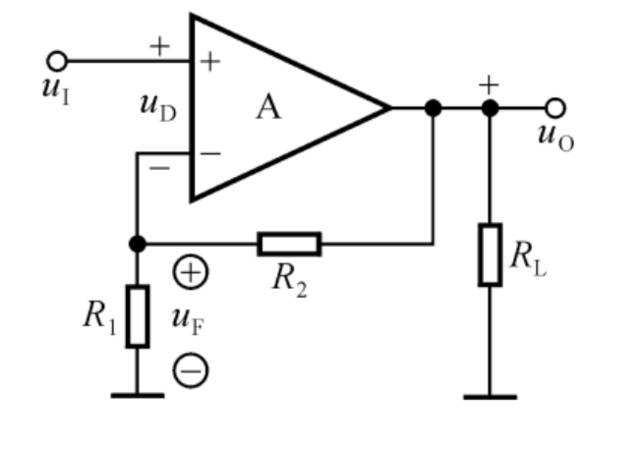 +
+
+
u_I
u_D
A
u_O
−
−
R_2
R_L
R_1
+
u_F
−